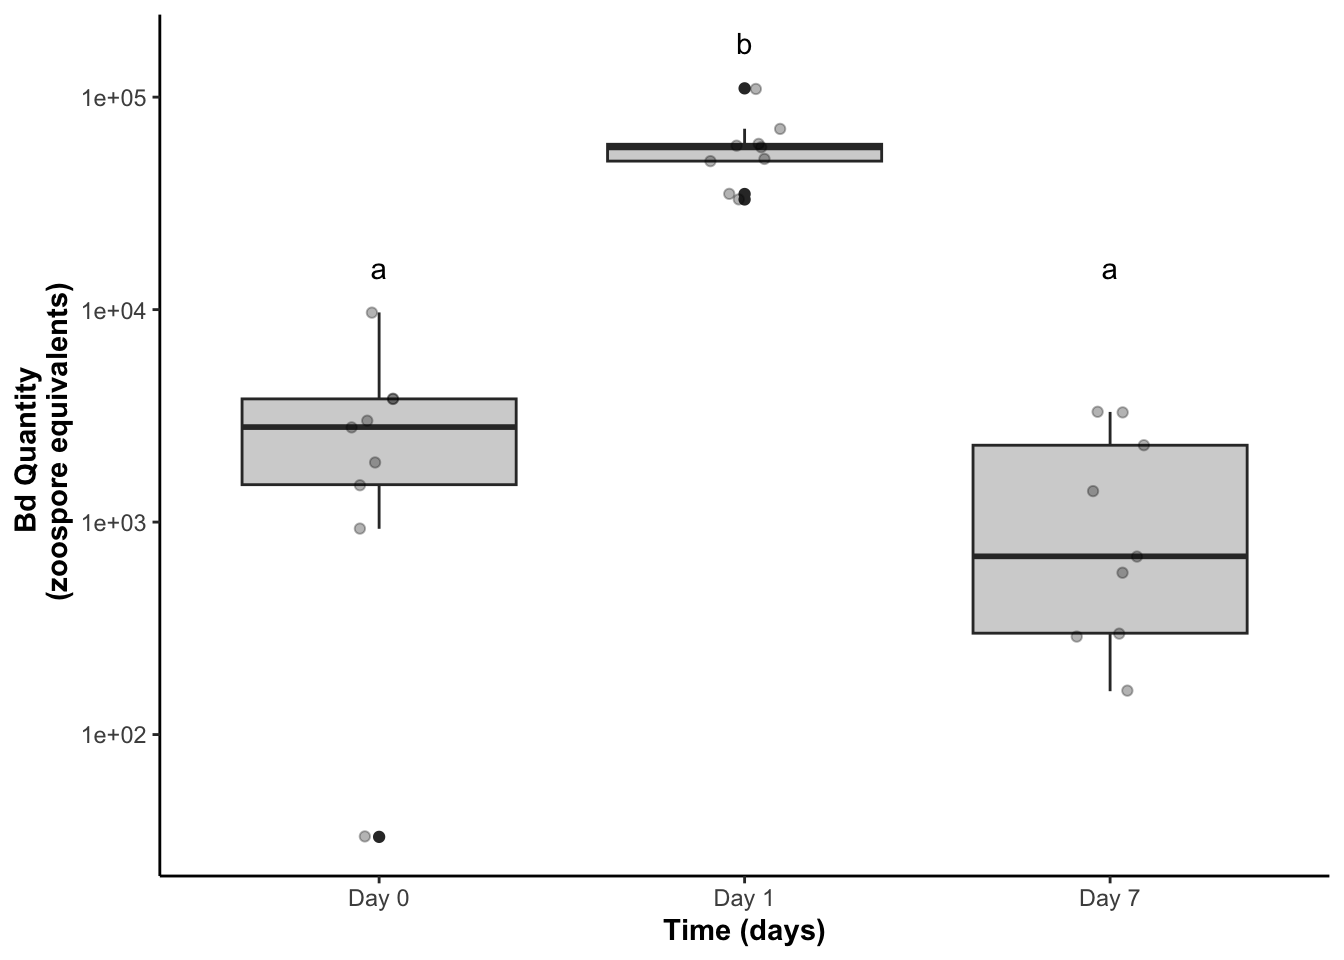 Bd Quantity
(zoospore equivalents)
1e+05
1e+04
1e+03
1e+02
a
b
a
Day 0
Day 1
Day 7
Time (days)